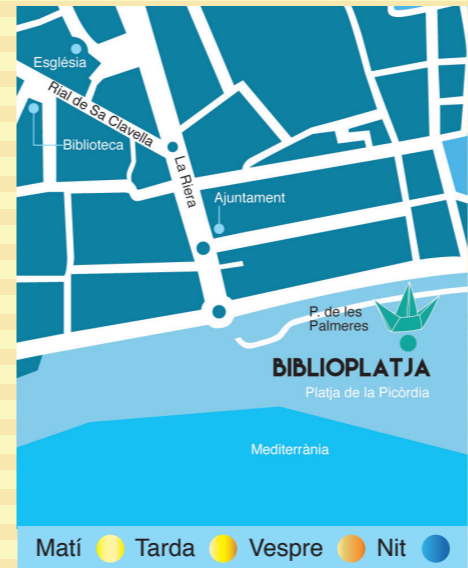 Església
Rial de Sa Clavella
Biblioteca
La Riera
Ajuntament
P. de les
Palmeres
BIBLIOPLATJA
Platja de la Picòrdia
Mediterrània
Matí Tarda Vespre Nit